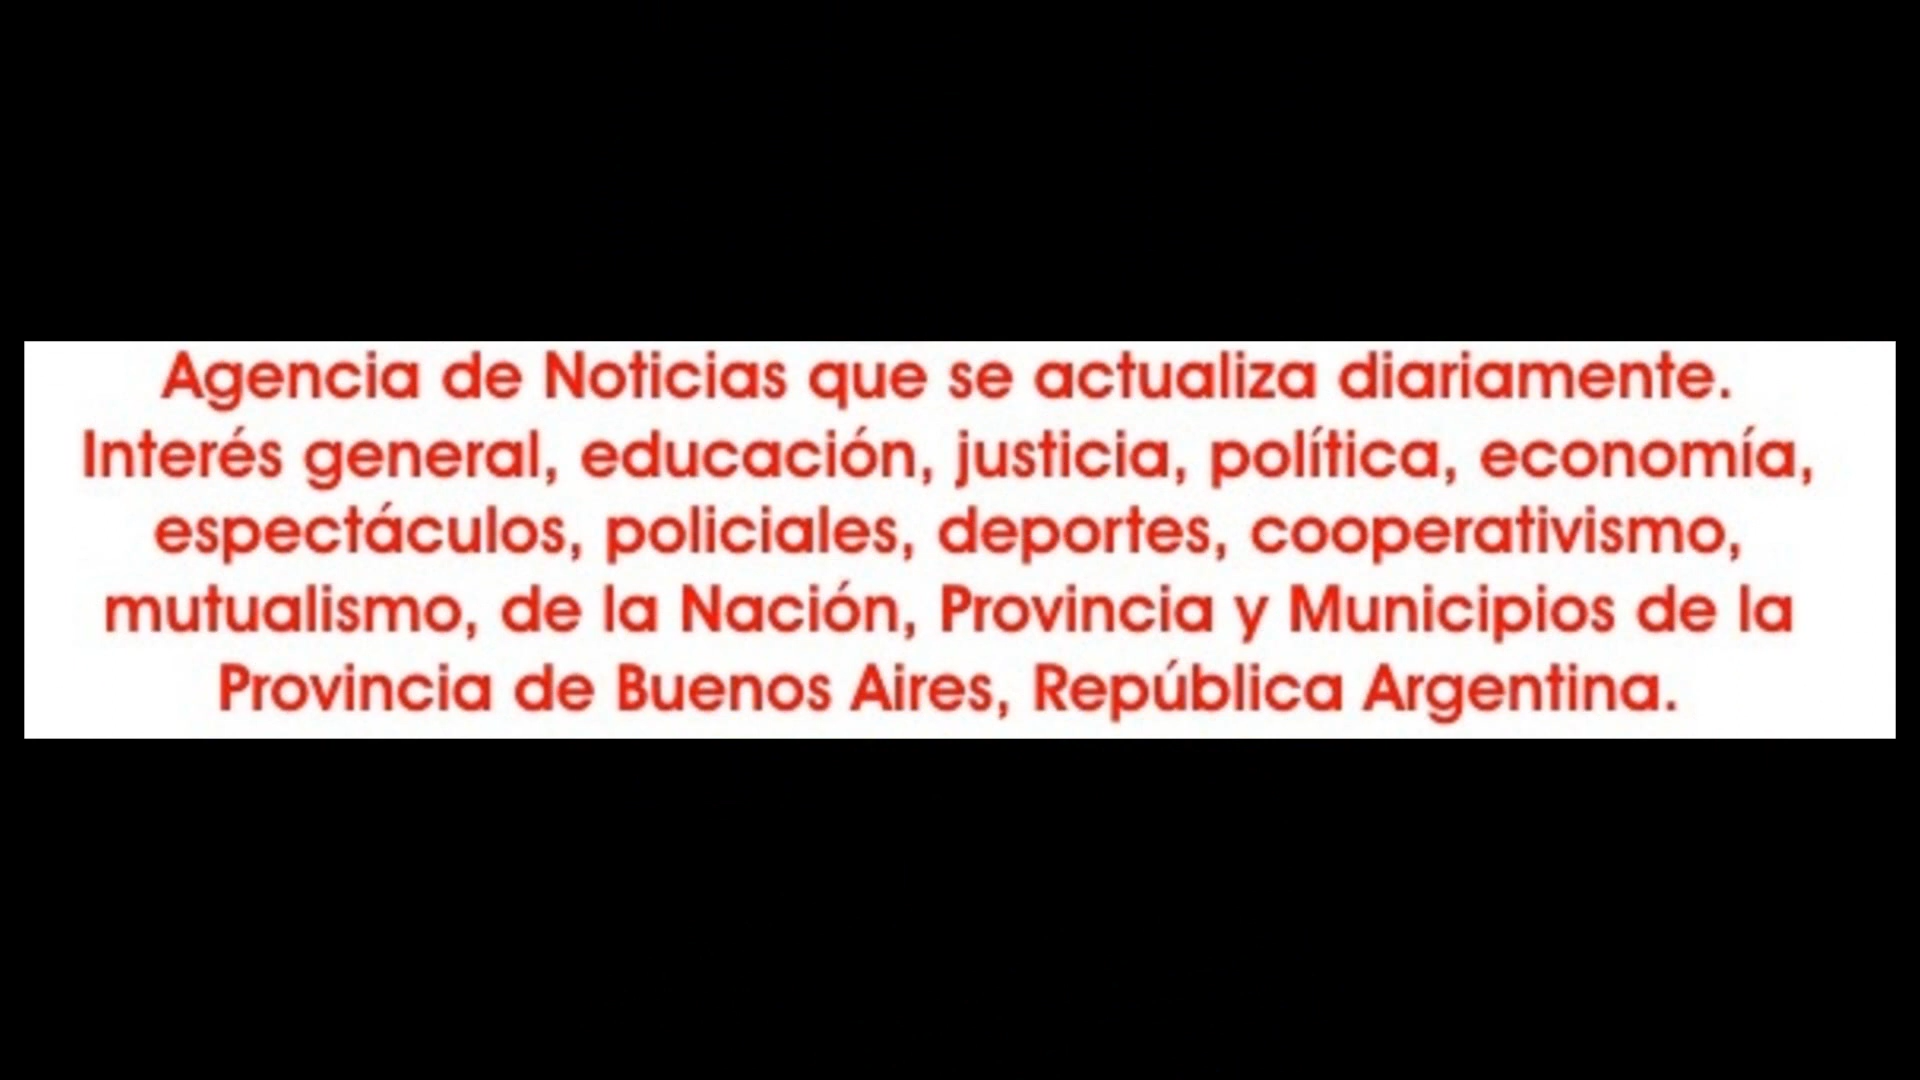 Agencia de Noticias que se actualiza diariamente.
Interés general, educación, justicia, política, economía,
espectáculos, policiales, deportes, cooperativismo,
mutualismo, de la Nación, Provincia y Municipios de la
Provincia de Buenos Aires, República Argentina.